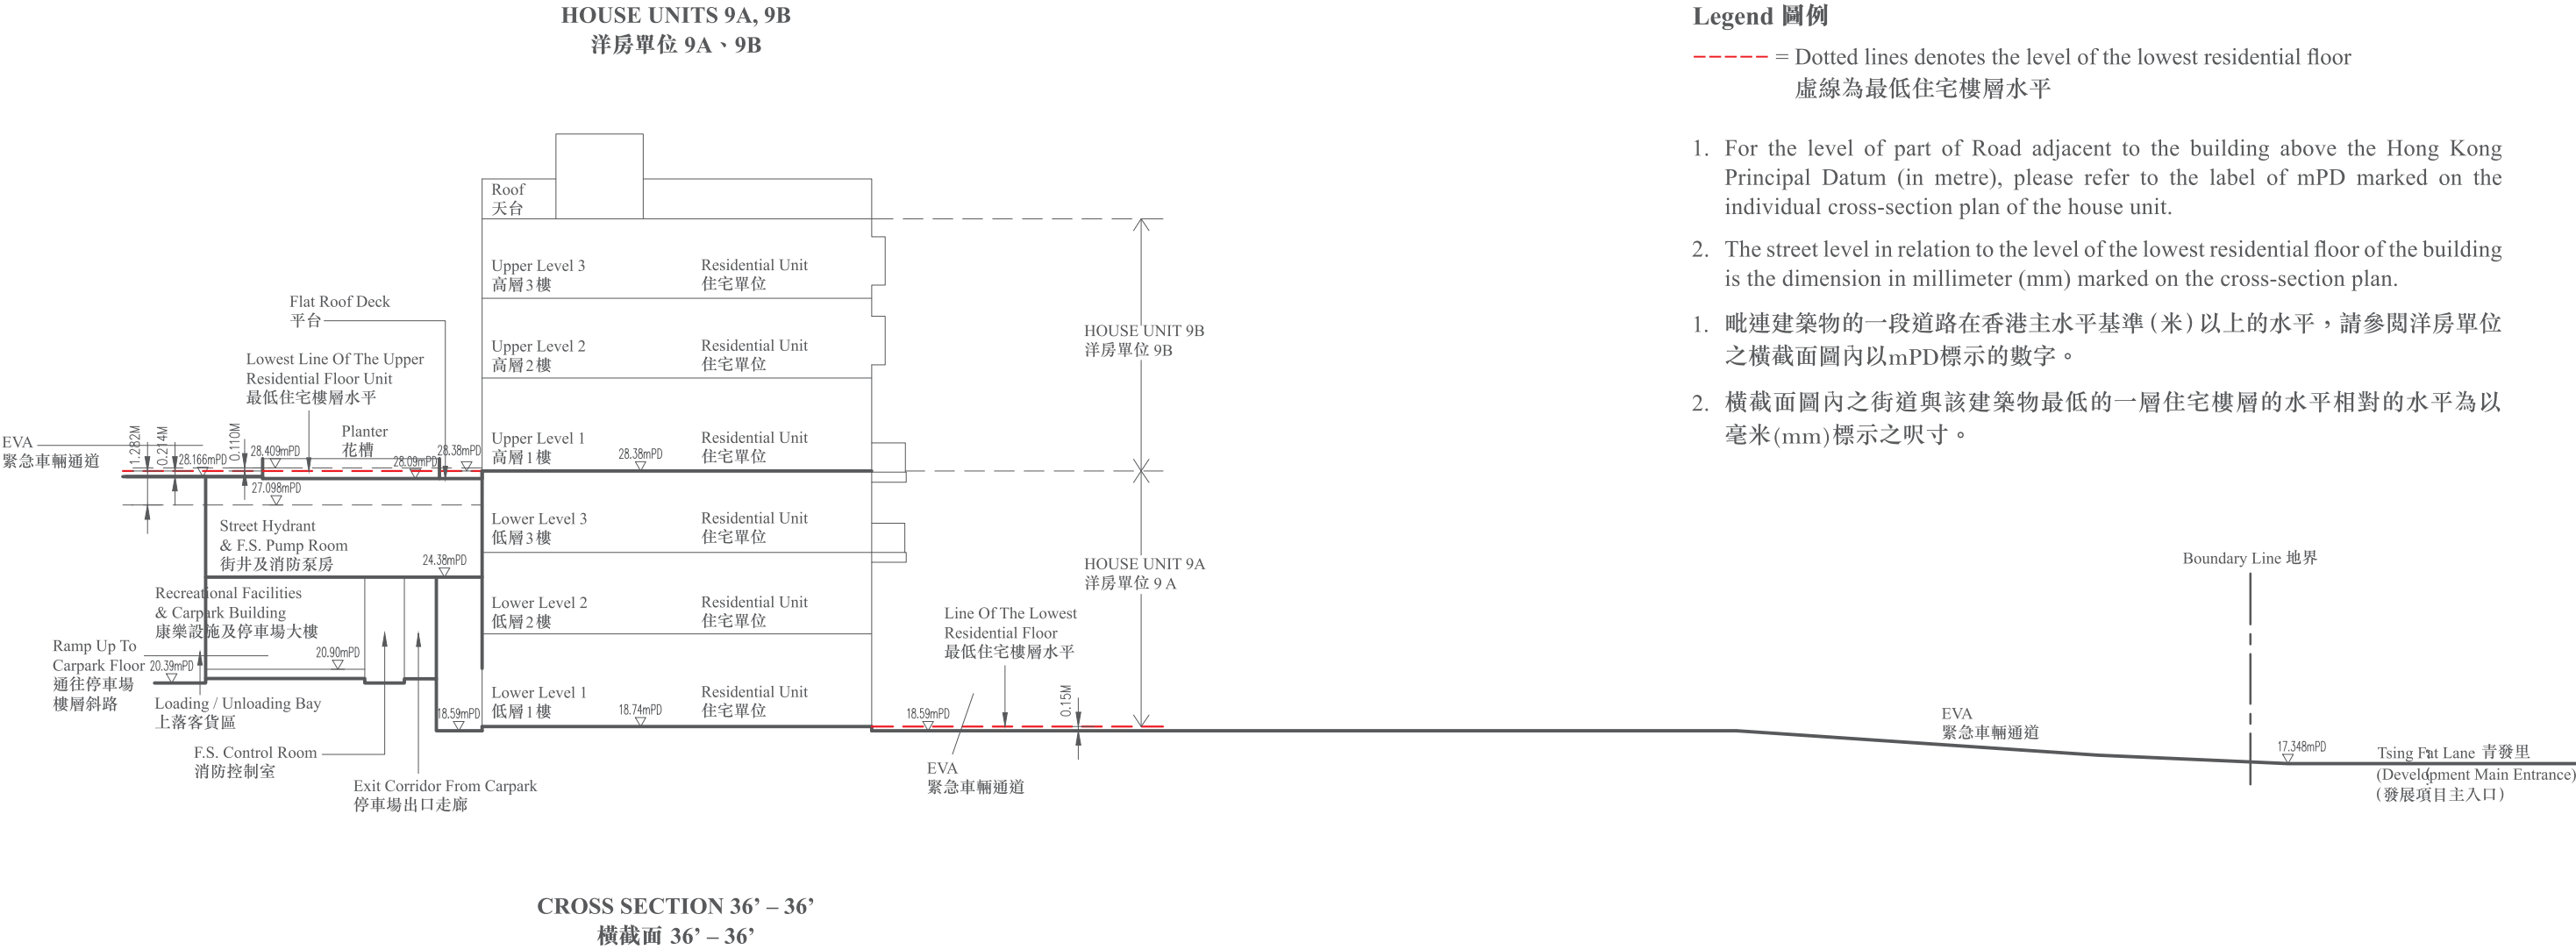 HOUSE UNITS 9A, 9B
洋房單位 9A、9B
Legend 圖例
= Dotted lines denotes the level of the lowest residential floor
虛線為最低住宅樓層水平
1. For the level of part of Road adjacent to the building above the Hong Kong
Principal Datum (in metre), please refer to the label of mPD marked on the
individual cross-section plan of the house unit.
2. The street level in relation to the level of the lowest residential floor of the building
is the dimension in millimeter (mm) marked on the cross-section plan.
1. 毗連建築物的一段道路在香港主水平基準(米)以上的水平，請參閱洋房單位
之橫截面圖內以mPD標示的數字。
2. 橫截面圖內之街道與該建築物最低的一層住宅樓層的水平相對的水平為以
毫米(mm)標示之呎寸。
Roof
天台
Upper Level 3
高層3樓
Residential Unit
住宅單位
Upper Level 2
高層2樓
Residential Unit
住宅單位
Upper Level 1
高層1樓
28.38mPD
Residential Unit
住宅單位
Lower Level 3
低層3樓
Residential Unit
住宅單位
Lower Level 2
低層2樓
Residential Unit
住宅單位
Lower Level 1
低層1樓
18.74mPD
Residential Unit
住宅單位
HOUSE UNIT 9B
洋房單位 9B
HOUSE UNIT 9A
洋房單位 9 A
Flat Roof Deck
平台
Lowest Line Of The Upper
Residential Floor Unit
最低住宅樓層水平
Planter
花槽
EVA
緊急車輛通道
1.282M
0.214M
0.110M
28.166mPD
28.409mPD
28.09mPD
28.38mPD
27.098mPD
Street Hydrant
& F.S. Pump Room
街井及消防泵房
24.38mPD
Recreational Facilities
& Carpark Building
康樂設施及停車場大樓
Ramp Up To
Carpark Floor
通往停車場
樓層斜路
20.39mPD
20.90mPD
Loading / Unloading Bay
上落客貨區
18.59mPD
F.S. Control Room
消防控制室
Exit Corridor From Carpark
停車場出口走廊
Line Of The Lowest
Residential Floor
最低住宅樓層水平
18.59mPD
0.15M
EVA
緊急車輛通道
EVA
緊急車輛通道
Boundary Line 地界
17.348mPD
Tsing Fat Lane 青發里
(Development Main Entrance)
(發展項目主入口)
CROSS SECTION 36’ – 36’
橫截面 36’ – 36’